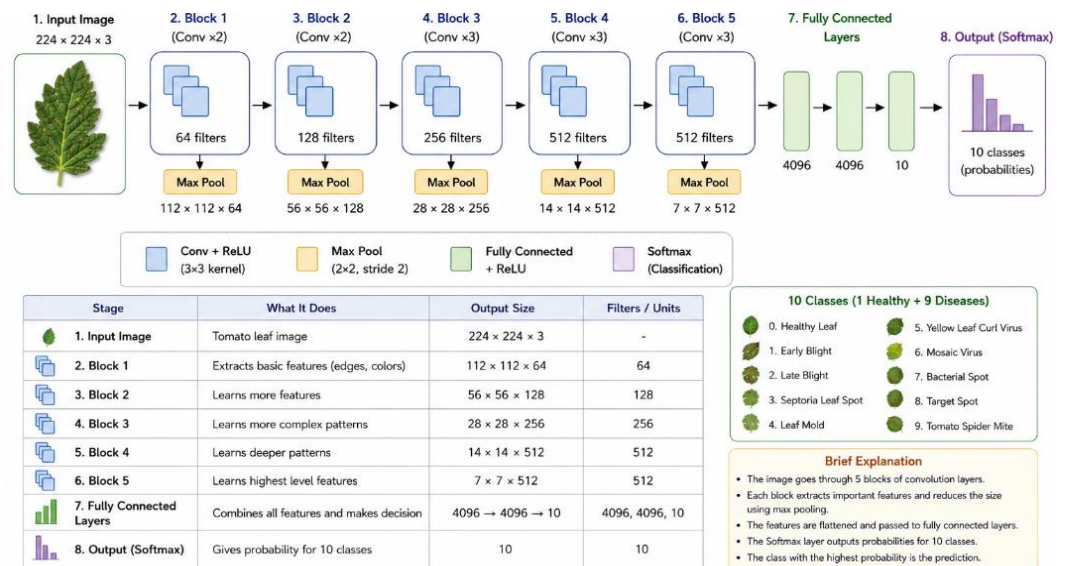 1. Input Image
224 × 224 × 3
2. Block 1
(Conv ×2)
64 filters
Max Pool
112 × 112 × 64
3. Block 2
(Conv ×2)
128 filters
Max Pool
56 × 56 × 128
4. Block 3
(Conv ×3)
256 filters
Max Pool
28 × 28 × 256
5. Block 4
(Conv ×3)
512 filters
Max Pool
14 × 14 × 512
6. Block 5
(Conv ×3)
512 filters
Max Pool
7 × 7 × 512
7. Fully Connected
Layers
4096
4096
10
8. Output (Softmax)
10 classes
(probabilities)
Conv + ReLU
(3×3 kernel)
Max Pool
(2×2, stride 2)
Fully Connected
+ ReLU
Softmax
(Classification)
Stage What It Does Output Size Filters / Units
1. Input Image Tomato leaf image 224 × 224 × 3 -
2. Block 1 Extracts basic features (edges, colors) 112 × 112 × 64 64
3. Block 2 Learns more features 56 × 56 × 128 128
4. Block 3 Learns more complex patterns 28 × 28 × 256 256
5. Block 4 Learns deeper patterns 14 × 14 × 512 512
6. Block 5 Learns highest level features 7 × 7 × 512 512
7. Fully Connected
Layers Combines all features and makes decision 4096 → 4096 → 10 4096, 4096, 10
8. Output (Softmax) Gives probability for 10 classes 10 10
10 Classes (1 Healthy + 9 Diseases)
0. Healthy Leaf
1. Early Blight
2. Late Blight
3. Septoria Leaf Spot
4. Leaf Mold
5. Yellow Leaf Curl Virus
6. Mosaic Virus
7. Bacterial Spot
8. Target Spot
9. Tomato Spider Mite
Brief Explanation
• The image goes through 5 blocks of convolution layers.
• Each block extracts important features and reduces the size
using max pooling.
• The features are flattened and passed to fully connected layers.
• The Softmax layer outputs probabilities for 10 classes.
• The class with the highest probability is the prediction.